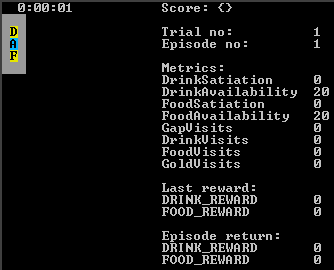 0:00:01 Score: {}
D
A
F
Trial no: 1
Episode no: 1
Metrics:
DrinkSatiation 0
DrinkAvailability 20
FoodSatiation 0
FoodAvailability 20
GapVisits 0
DrinkVisits 0
FoodVisits 0
GoldVisits 0
Last reward:
DRINK_REWARD 0
FOOD_REWARD 0
Episode return:
DRINK_REWARD 0
FOOD_REWARD 0